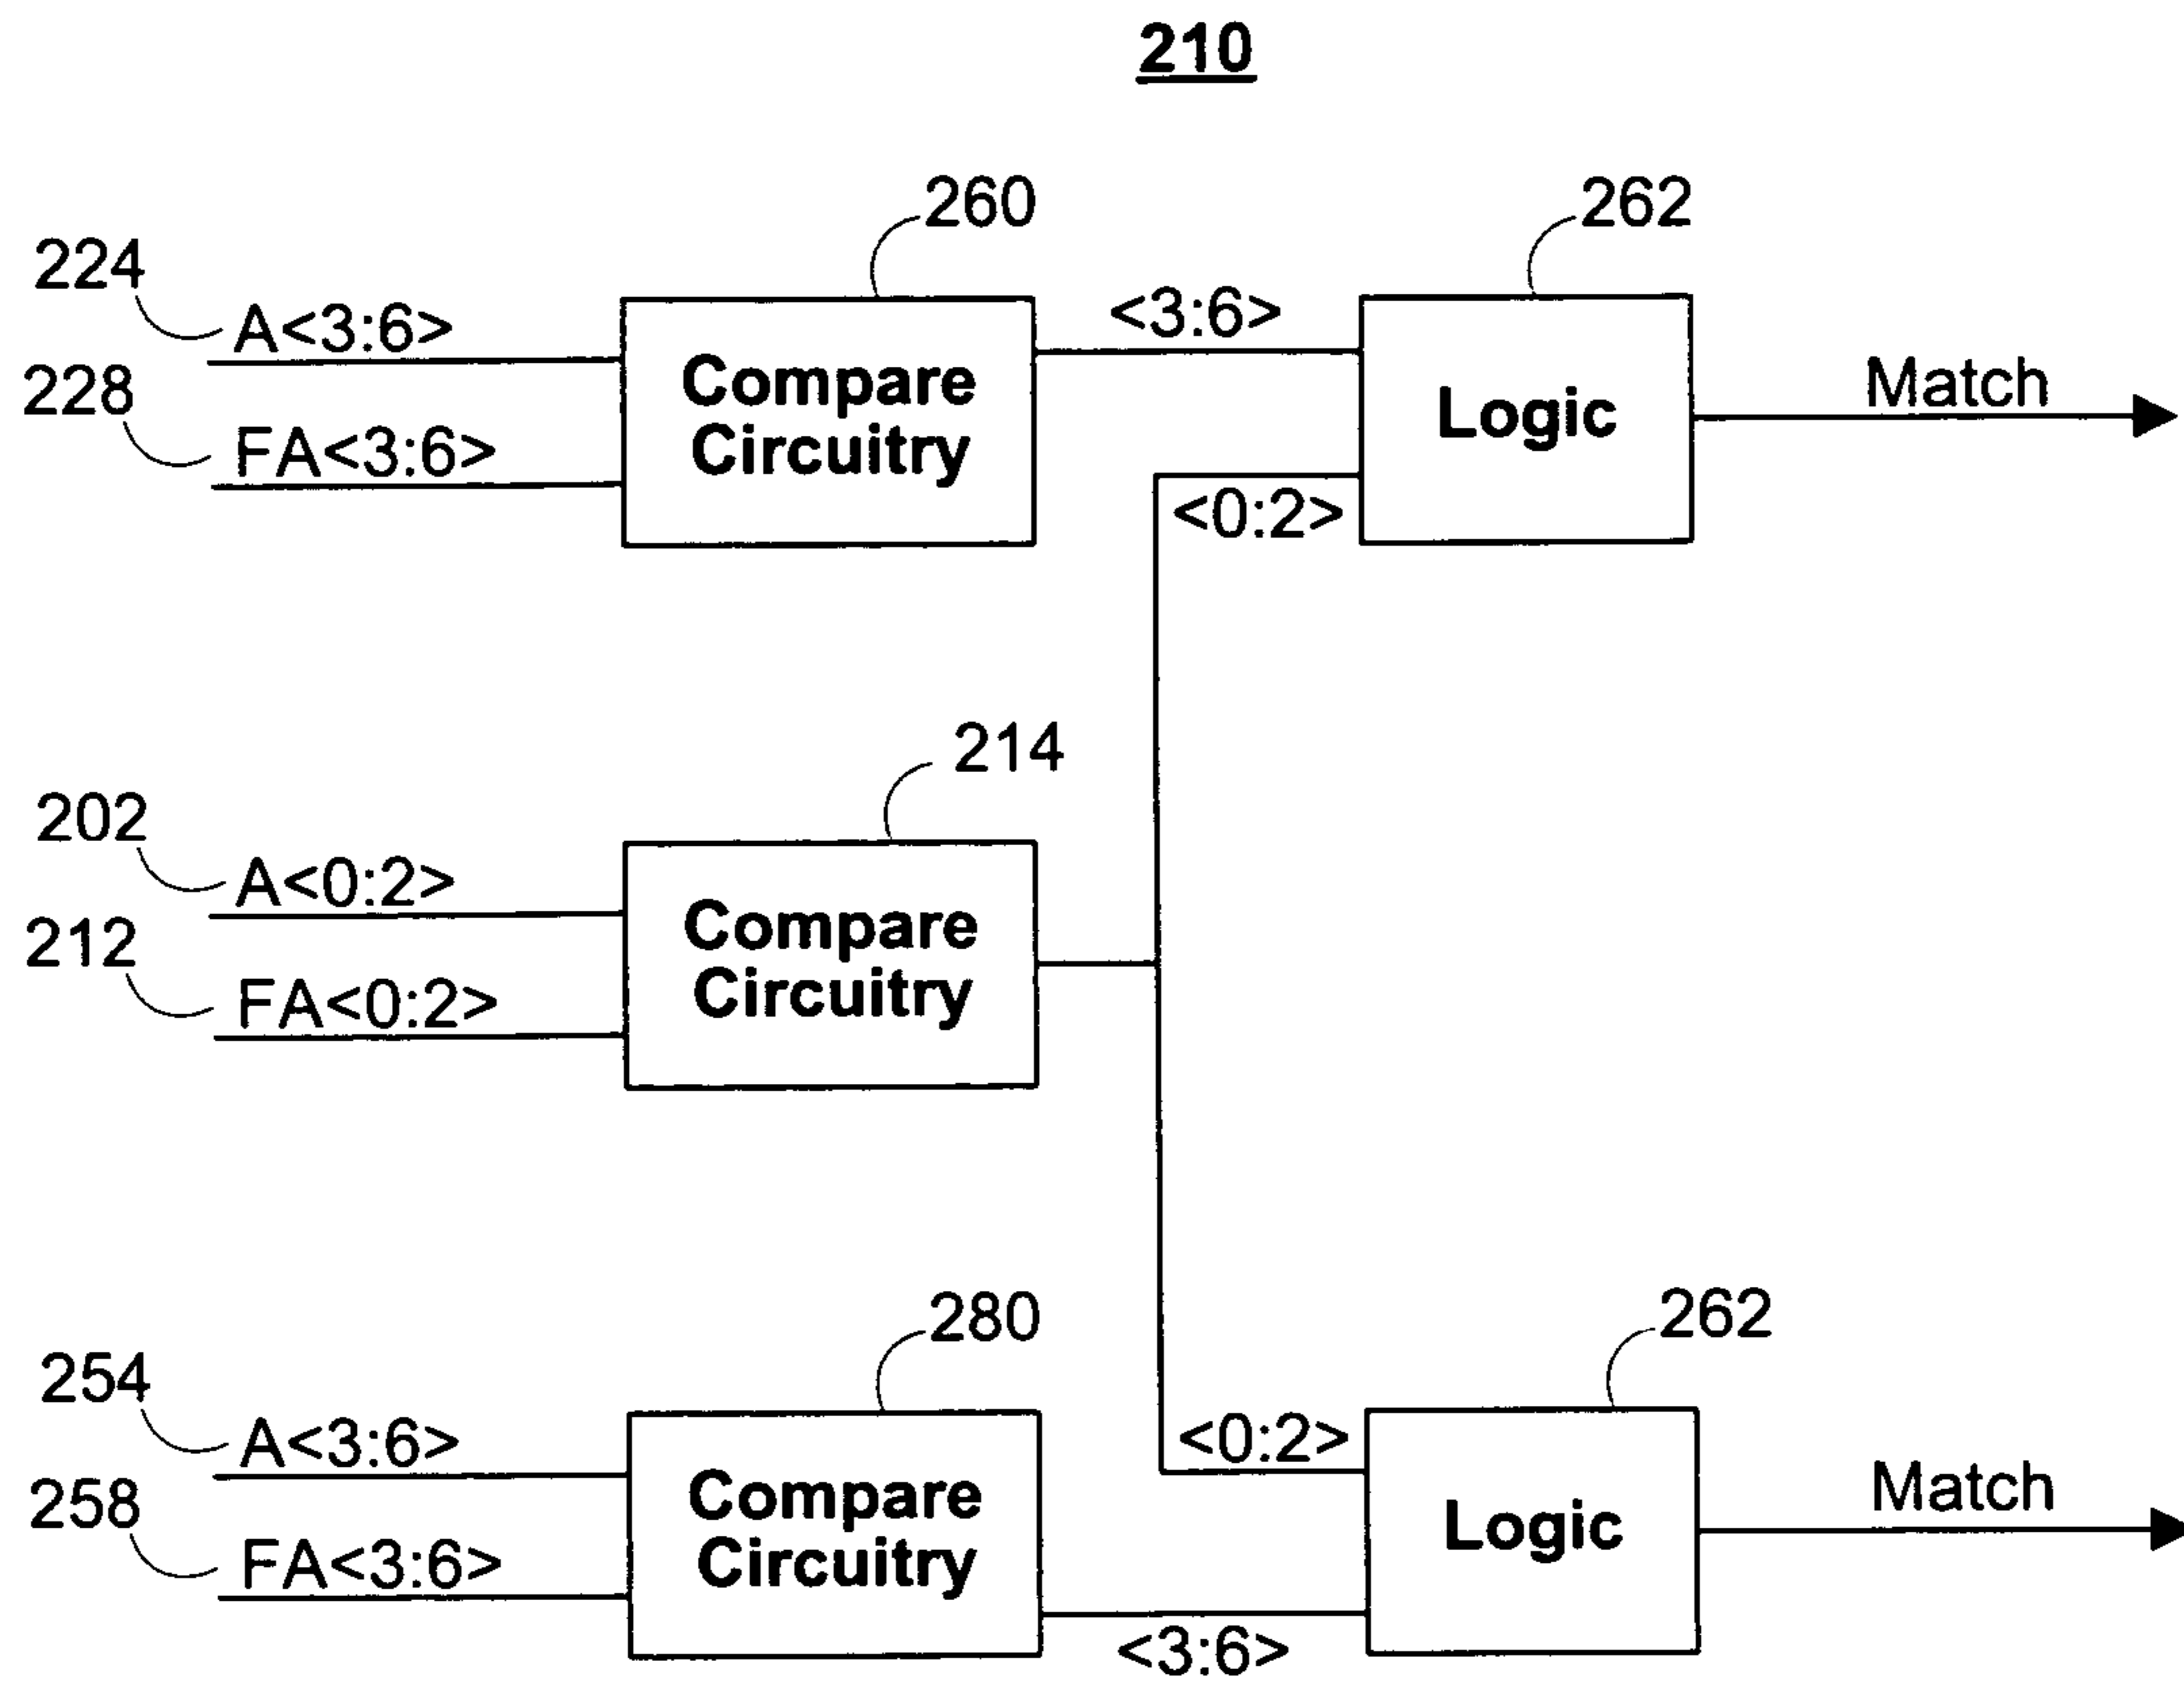 210
260
262
224
A<3:6>
<3:6>
228
Compare
Circuitry
Logic
Match
FA<3:6>
<0:2>
214
202
A<0:2>
212
Compare
Circuitry
FA<0:2>
280
262
254
A<3:6>
<0:2>
258
Compare
Circuitry
Logic
Match
FA<3:6>
<3:6>